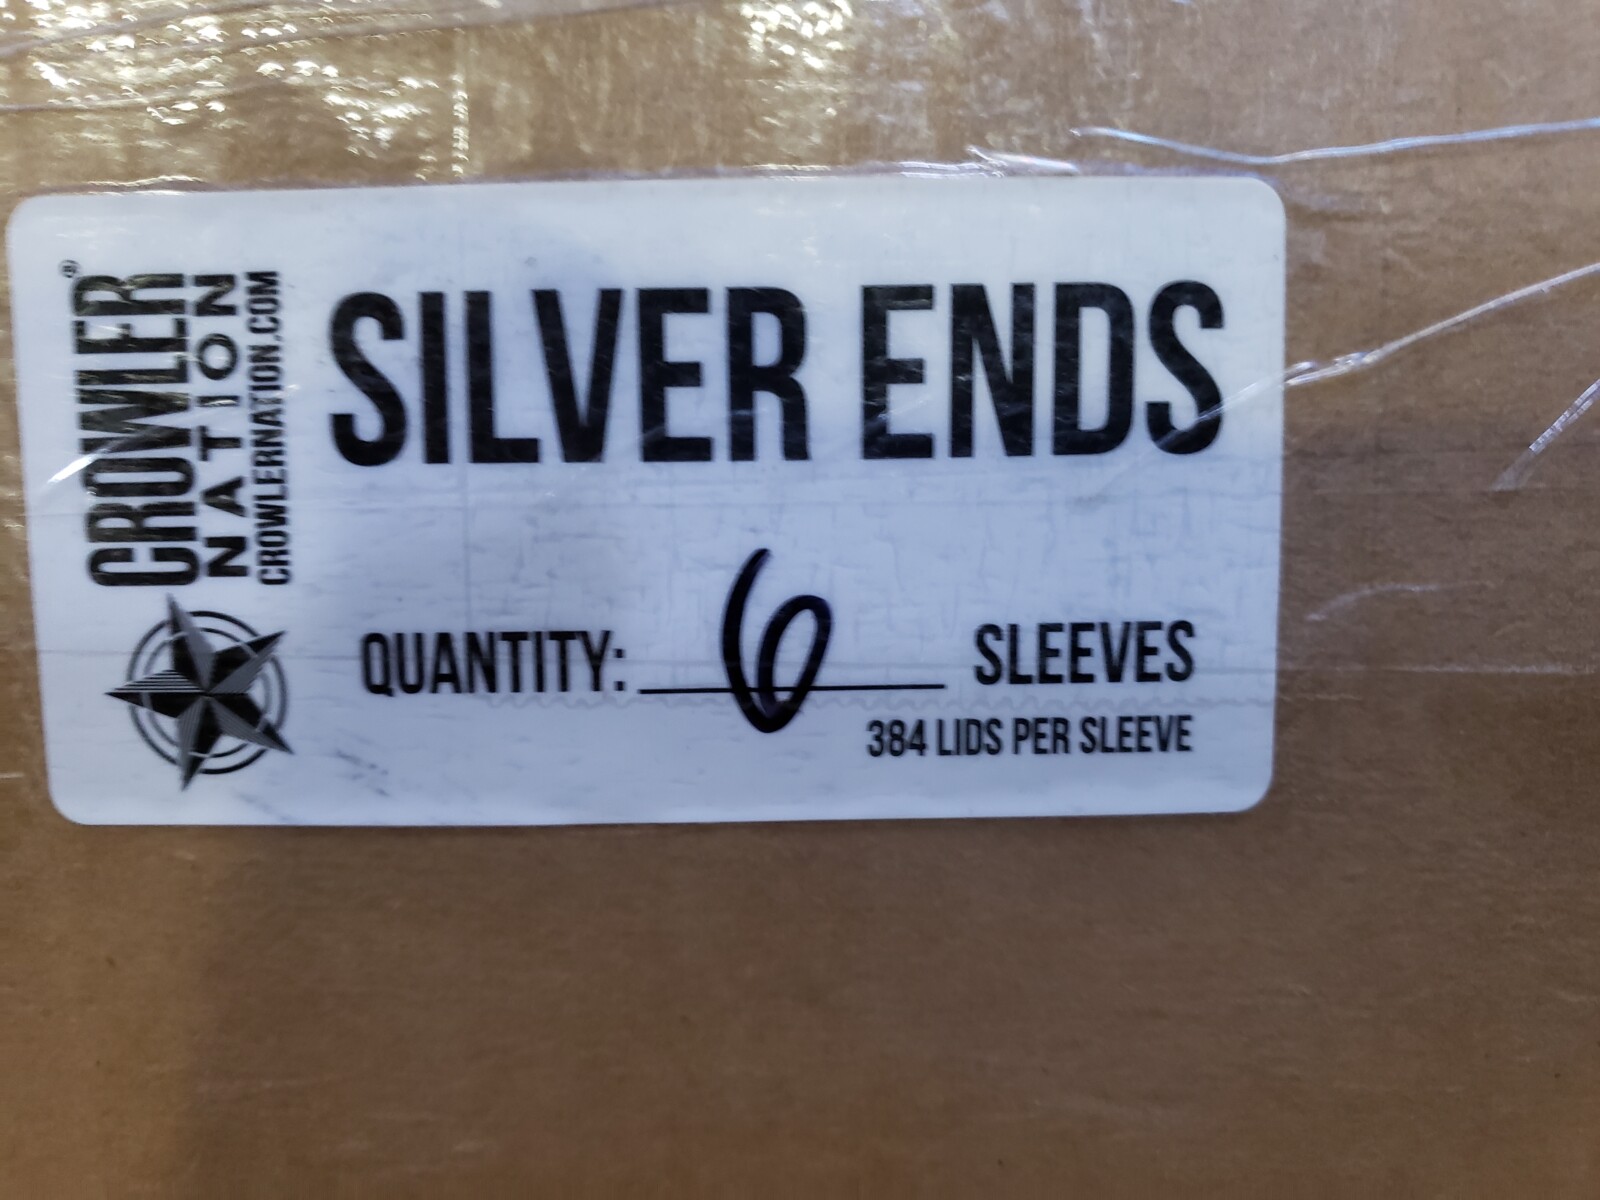 CROWLER®
NATION
CROWLERNATION.COM
SILVER ENDS
QUANTITY: 6 SLEEVES
384 LIDS PER SLEEVE